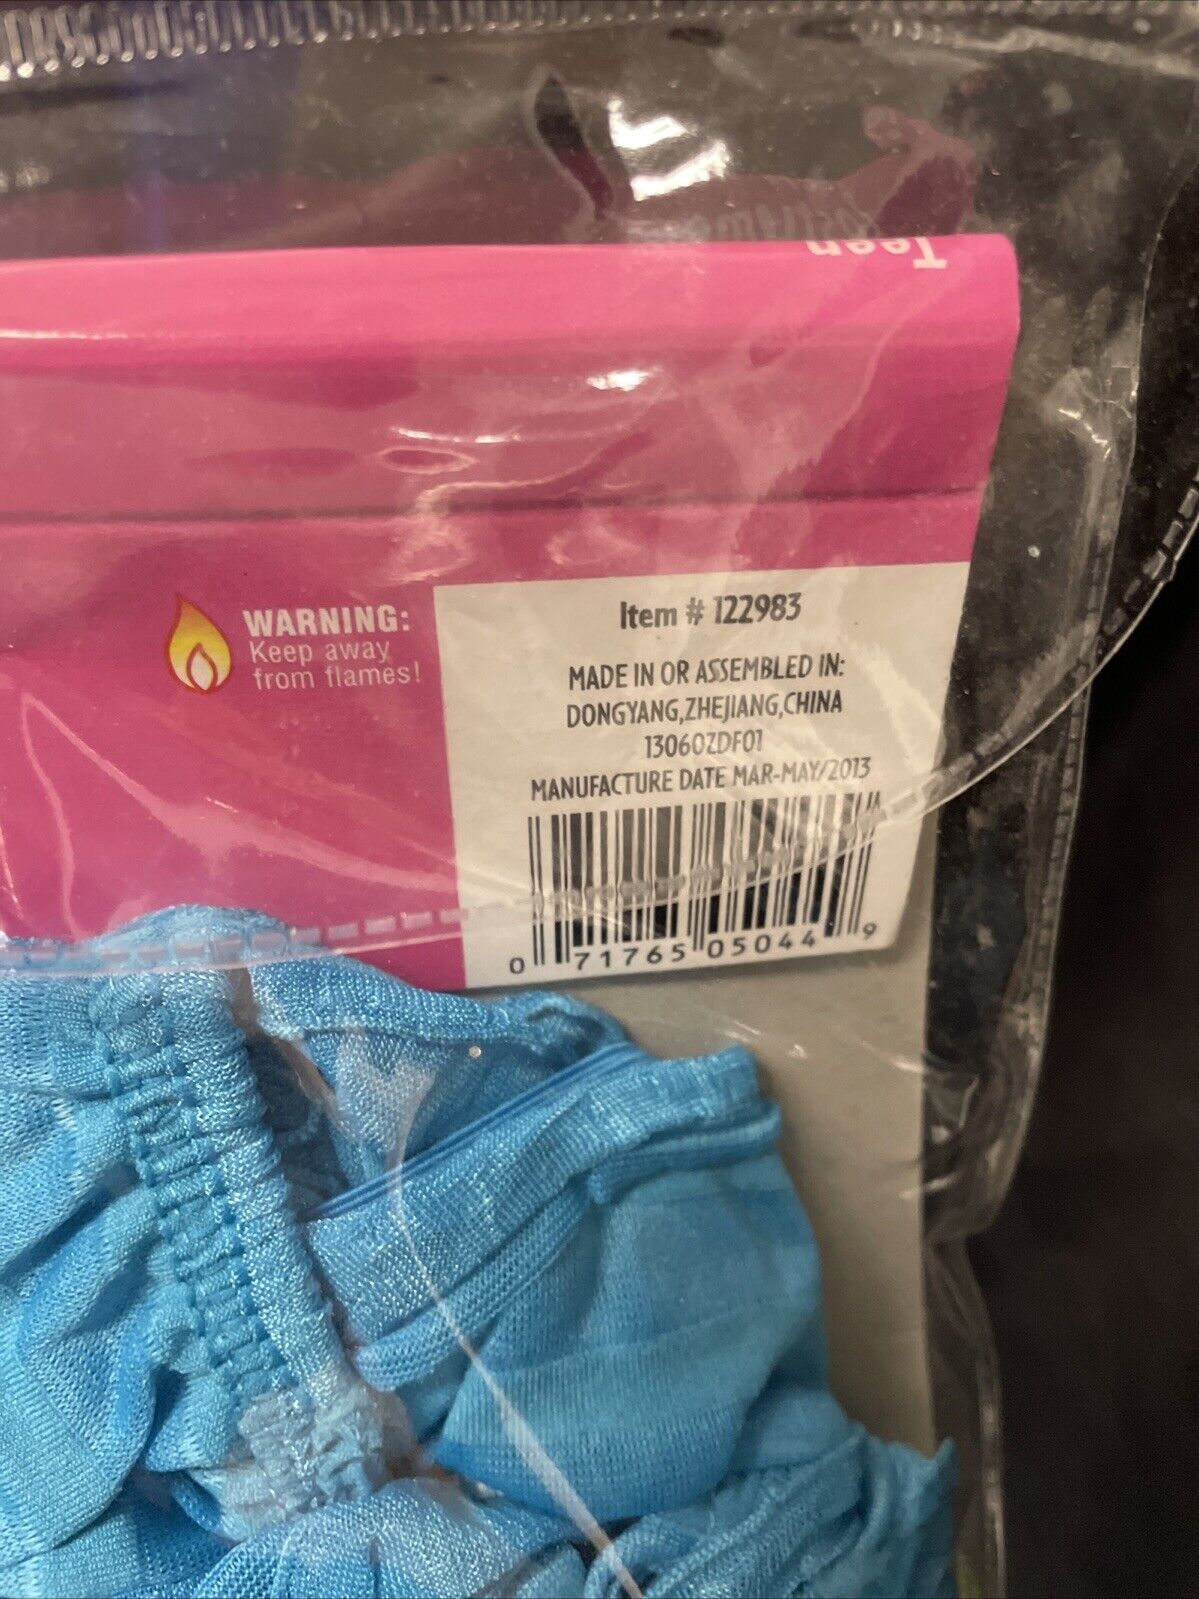 Teen
WARNING:
Keep away
from flames!
Item # 122983
MADE IN OR ASSEMBLED IN:
DONGYANG,ZHEJIANG,CHINA
13060ZDF01
MANUFACTURE DATE MAR-MAY/2013
0 71765 05044 9